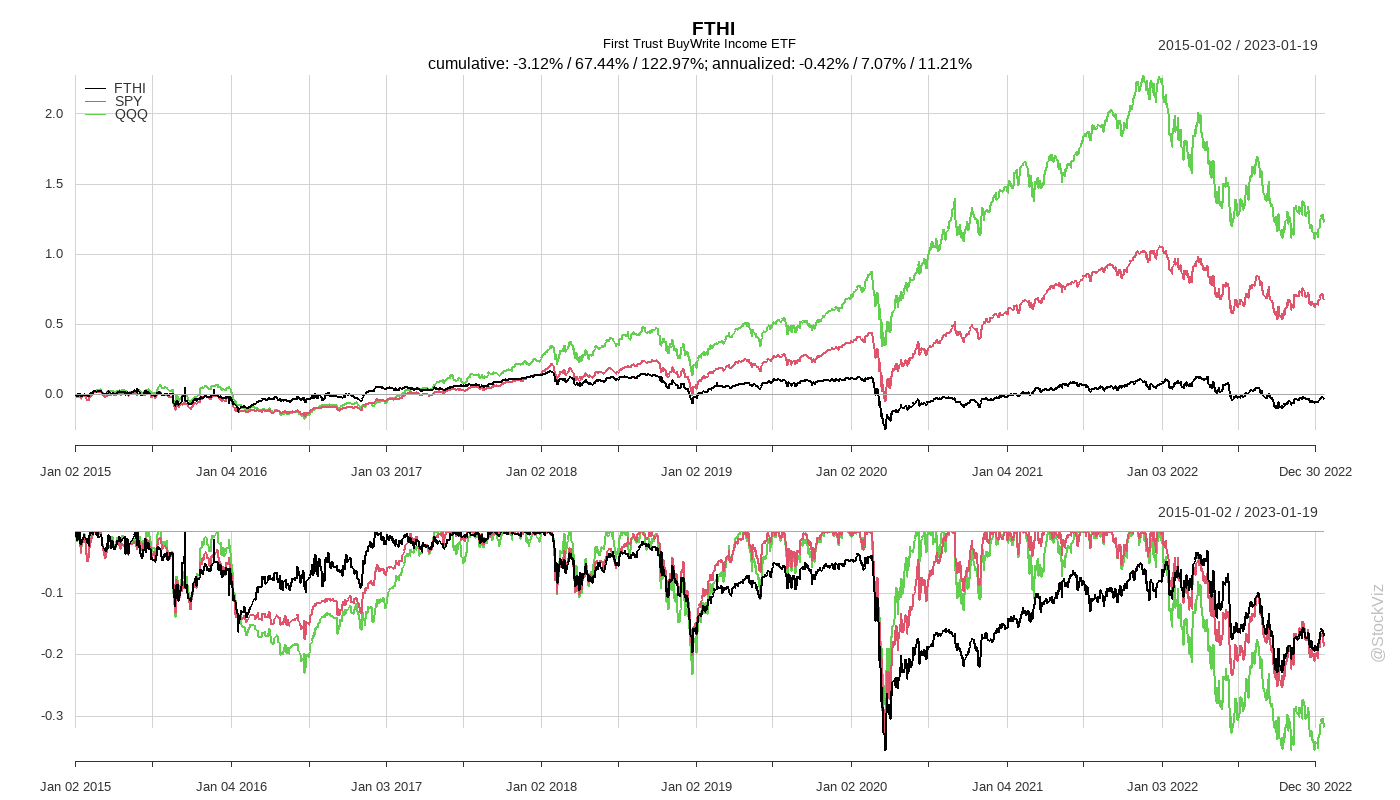 FTHI
First Trust BuyWrite Income ETF
2015-01-02 / 2023-01-19
cumulative: -3.12% / 67.44% / 122.97%; annualized: -0.42% / 7.07% / 11.21%
FTHI
SPY
QQQ
2.0
1.5
1.0
0.5
0.0
Jan 02 2015 Jan 04 2016 Jan 03 2017 Jan 02 2018 Jan 02 2019 Jan 02 2020 Jan 04 2021 Jan 03 2022 Dec 30 2022
2015-01-02 / 2023-01-19
-0.1
-0.2
-0.3
Jan 02 2015 Jan 04 2016 Jan 03 2017 Jan 02 2018 Jan 02 2019 Jan 02 2020 Jan 04 2021 Jan 03 2022 Dec 30 2022
@StockViz